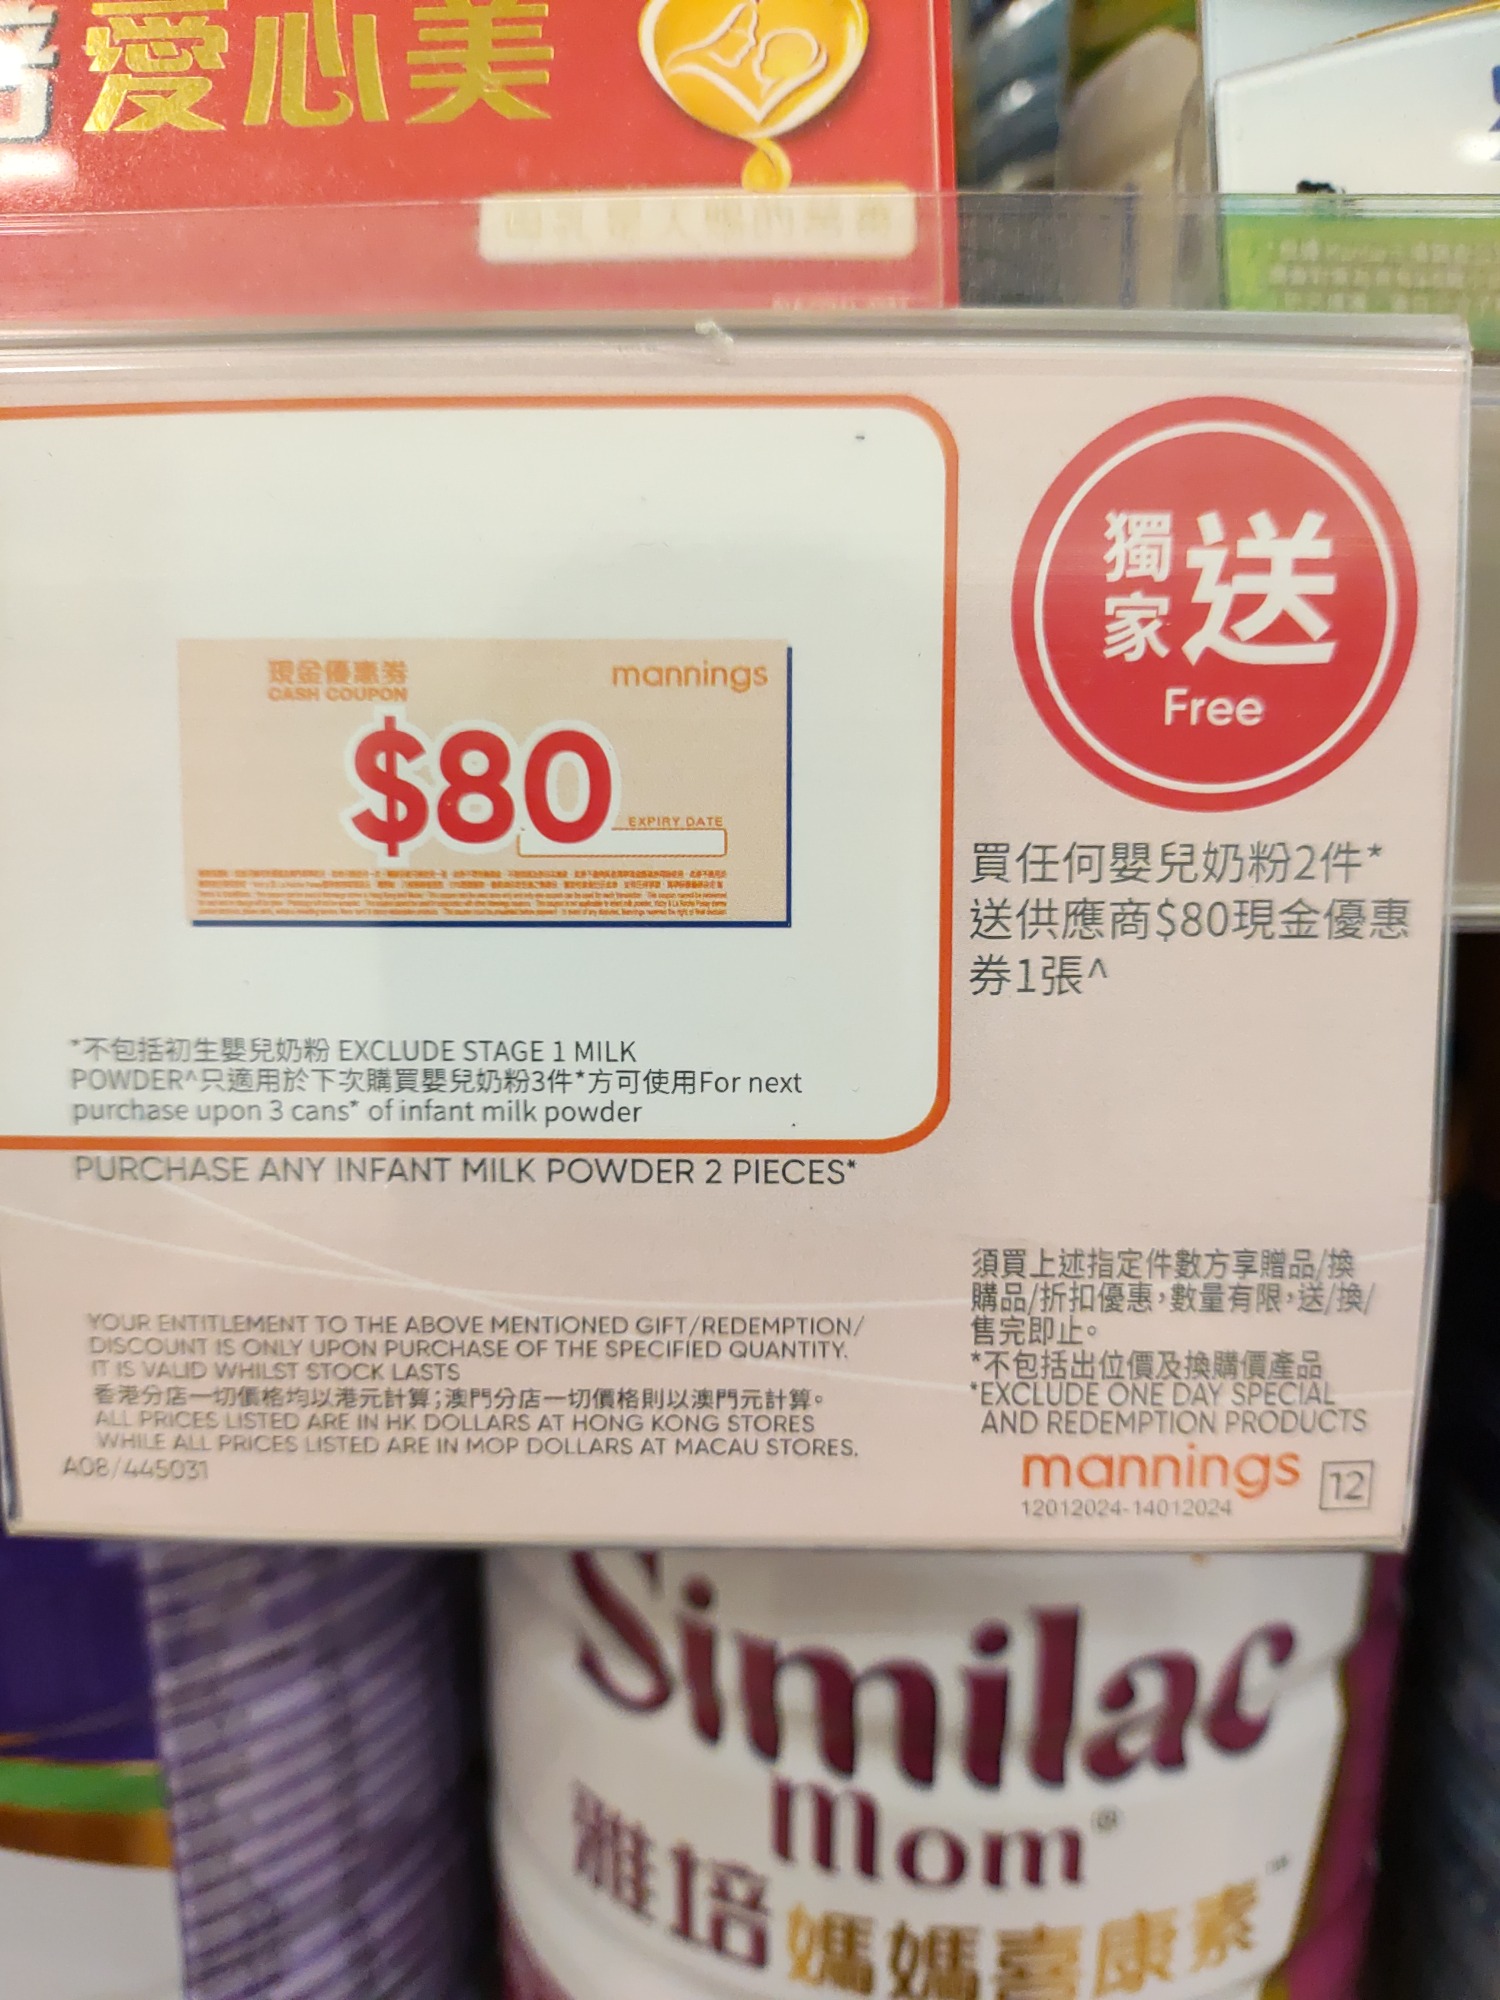 愛心美
現金優惠券
CASH COUPON
mannings
$80
EXPIRY DATE
獨家送
Free
買任何嬰兒奶粉2件*
送供應商$80現金優惠
券1張^
*不包括初生嬰兒奶粉 EXCLUDE STAGE 1 MILK
POWDER^只適用於下次購買嬰兒奶粉3件*方可使用For next
purchase upon 3 cans* of infant milk powder
PURCHASE ANY INFANT MILK POWDER 2 PIECES*
YOUR ENTITLEMENT TO THE ABOVE MENTIONED GIFT/REDEMPTION/
DISCOUNT IS ONLY UPON PURCHASE OF THE SPECIFIED QUANTITY.
IT IS VALID WHILST STOCK LASTS
香港分店一切價格均以港元計算;澳門分店一切價格則以澳門元計算。
ALL PRICES LISTED ARE IN HK DOLLARS AT HONG KONG STORES
WHILE ALL PRICES LISTED ARE IN MOP DOLLARS AT MACAU STORES.
A08/445031
須買上述指定件數方享贈品/換
購品/折扣優惠,數量有限,送/換/
售完即止。
*不包括出位價及換購價產品
*EXCLUDE ONE DAY SPECIAL
AND REDEMPTION PRODUCTS
mannings 12
12012024-14012024
Similac
Mom®
雅培媽媽喜康素™